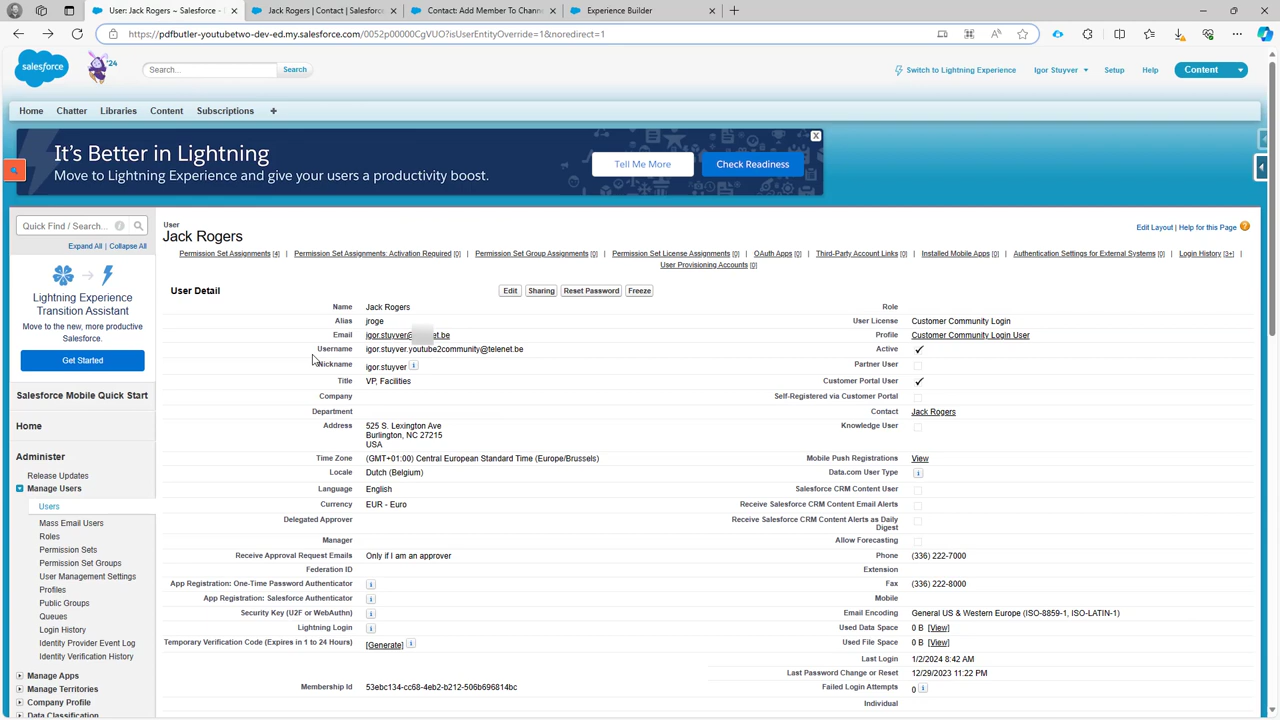 User: Jack Rogers ~ Salesforce -
Jack Rogers | Contact | Salesforce
Contact: Add Member To Channel
Experience Builder
https://pdfbutler-youtubetwo-dev-ed.my.salesforce.com/0052p00000CgVUO?isUserEntityOverride=1&noredirect=1
salesforce
'24
Search...
Search
Switch to Lightning Experience
Igor Stuyver
Setup
Help
Content
Home
Chatter
Libraries
Content
Subscriptions
+
It's Better in Lightning
Move to Lightning Experience and give your users a productivity boost.
Tell Me More
Check Readiness
X
Quick Find / Search...
Expand All | Collapse All
Lightning Experience
Transition Assistant
Move to the new, more productive
Salesforce.
Get Started
Salesforce Mobile Quick Start
Home
Administer
Release Updates
Manage Users
Users
Mass Email Users
Roles
Permission Sets
Permission Set Groups
User Management Settings
Profiles
Public Groups
Queues
Login History
Identity Provider Event Log
Identity Verification History
Manage Apps
Manage Territories
Company Profile
Data Classification
User
Jack Rogers
Edit Layout | Help for this Page
Permission Set Assignments [4] | Permission Set Assignments: Activation Required [0] | Permission Set Group Assignments [0] | Permission Set License Assignments [0] | OAuth Apps [0] | Third-Party Account Links [0] | Installed Mobile Apps [0] | Authentication Settings for External Systems [0] | Login History [3+] |
User Provisioning Accounts [0]
User Detail
Edit
Sharing
Reset Password
Freeze
Name Jack Rogers
Role
Alias jroge
User License Customer Community Login
Email igor.stuyver@ et.be
Profile Customer Community Login User
Username igor.stuyver.youtube2community@telenet.be
Active
Nickname igor.stuyver
Partner User
Title VP, Facilities
Customer Portal User
Company
Self-Registered via Customer Portal
Department
Contact Jack Rogers
Address 525 S. Lexington Ave
Burlington, NC 27215
USA
Knowledge User
Time Zone (GMT+01:00) Central European Standard Time (Europe/Brussels)
Mobile Push Registrations View
Locale Dutch (Belgium)
Data.com User Type
Language English
Salesforce CRM Content User
Currency EUR - Euro
Receive Salesforce CRM Content Email Alerts
Delegated Approver
Receive Salesforce CRM Content Alerts as Daily
Digest
Manager
Allow Forecasting
Receive Approval Request Emails Only if I am an approver
Phone (336) 222-7000
Federation ID
Extension
App Registration: One-Time Password Authenticator
Fax (336) 222-8000
App Registration: Salesforce Authenticator
Mobile
Security Key (U2F or WebAuthn)
Email Encoding General US & Western Europe (ISO-8859-1, ISO-LATIN-1)
Lightning Login
Used Data Space 0 B [View]
Temporary Verification Code (Expires in 1 to 24 Hours) [Generate]
Used File Space 0 B [View]
Last Login 1/2/2024 8:42 AM
Last Password Change or Reset 12/29/2023 11:22 PM
Membership Id 53ebc134-cc68-4eb2-b212-506b696814bc
Failed Login Attempts 0
Individual